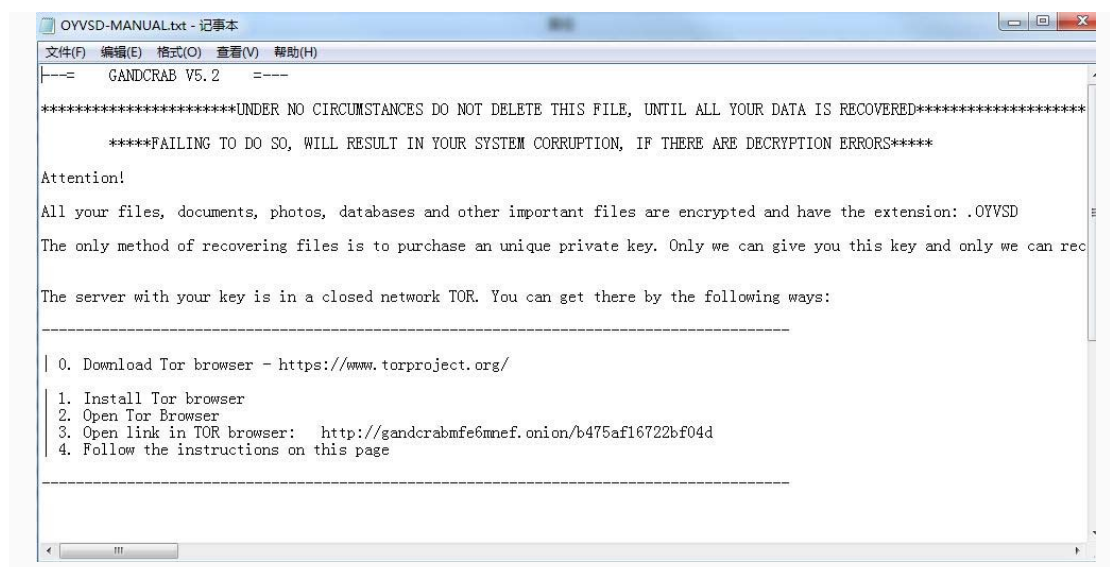 OYVSD-MANUAL.txt - 记事本
文件(F) 编辑(E) 格式(O) 查看(V) 帮助(H)
---= GANDCRAB V5.2 =---
***********************UNDER NO CIRCUMSTANCES DO NOT DELETE THIS FILE, UNTIL ALL YOUR DATA IS RECOVERED********************
*****FAILING TO DO SO, WILL RESULT IN YOUR SYSTEM CORRUPTION, IF THERE ARE DECRYPTION ERRORS*****
Attention!
All your files, documents, photos, databases and other important files are encrypted and have the extension: .OYVSD
The only method of recovering files is to purchase an unique private key. Only we can give you this key and only we can rec
The server with your key is in a closed network TOR. You can get there by the following ways:
----------------------------------------------------------------------------------------
| 0. Download Tor browser - https://www.torproject.org/
| 1. Install Tor browser
| 2. Open Tor Browser
| 3. Open link in TOR browser: http://gandcrabmfe6mnef.onion/b475af16722bf04d
| 4. Follow the instructions on this page
----------------------------------------------------------------------------------------